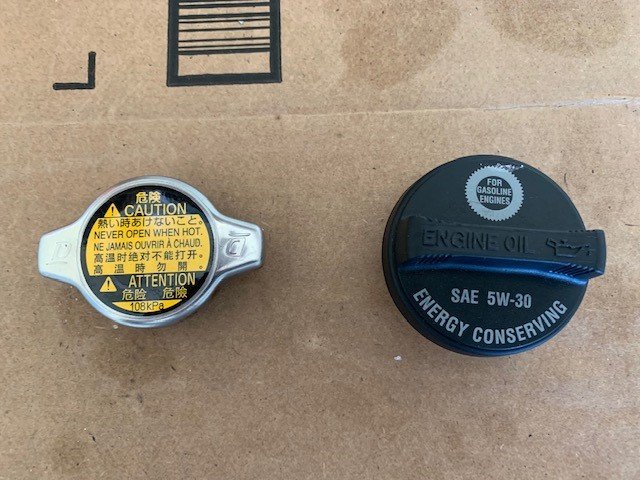 危険
CAUTION
熱い時あけないこと。
NEVER OPEN WHEN HOT.
NE JAMAIS OUVRIR À CHAUD.
高温时绝对不能打开。
高溫時勿開。
ATTENTION
危险 危險
108kPa
FOR
GASOLINE
ENGINES
ENGINE OIL
SAE 5W-30
ENERGY CONSERVING